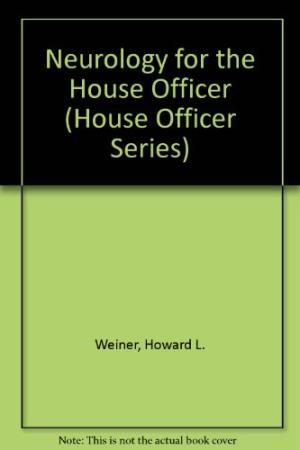 Neurology for the
House Officer
(House Officer
Series)
Weiner, Howard L.
Note: This is not the actual book cover